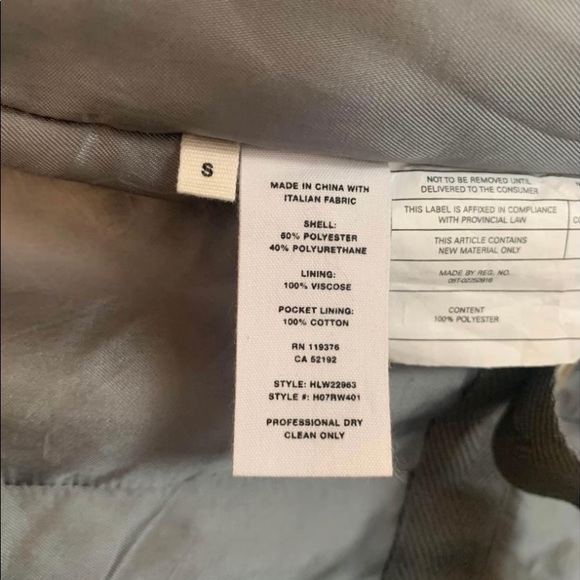 S
MADE IN CHINA WITH
ITALIAN FABRIC
SHELL:
60% POLYESTER
40% POLYURETHANE
LINING:
100% VISCOSE
POCKET LINING:
100% COTTON
RN 119376
CA 52192
STYLE: HLW22963
STYLE #: H07RW401
PROFESSIONAL DRY
CLEAN ONLY
NOT TO BE REMOVED UNTIL
DELIVERED TO THE CONSUMER
THIS LABEL IS AFFIXED IN COMPLIANCE
WITH PROVINCIAL LAW
THIS ARTICLE CONTAINS
NEW MATERIAL ONLY
MADE BY REG. NO.
CONTENT
100% POLYESTER